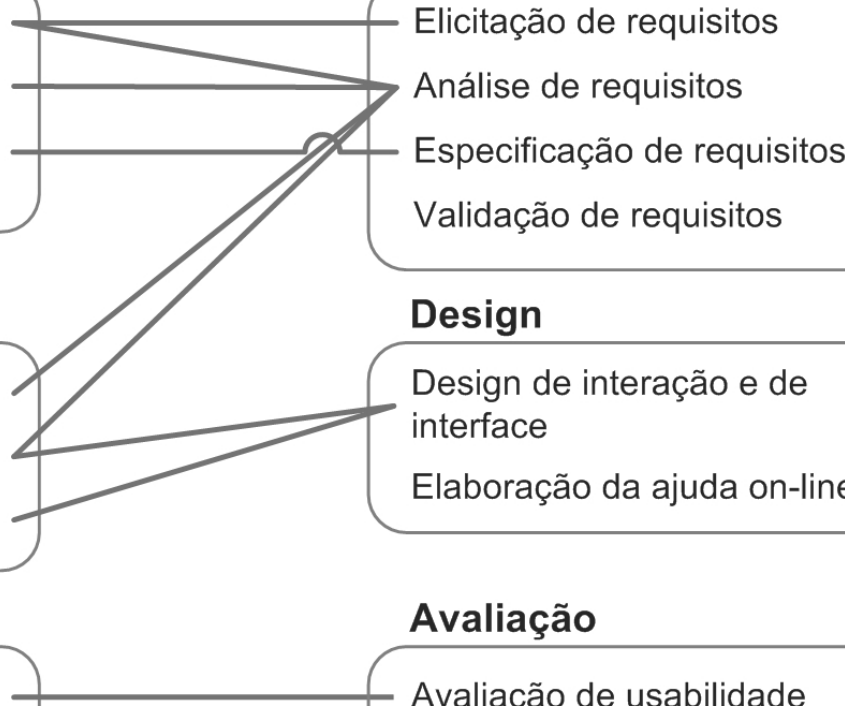 Elicitação de requisitos
Análise de requisitos
Especificação de requisitos
Validação de requisitos
Design
Design de interação e de
interface
Elaboração da ajuda on-line
Avaliação
Avaliação de usabilidade